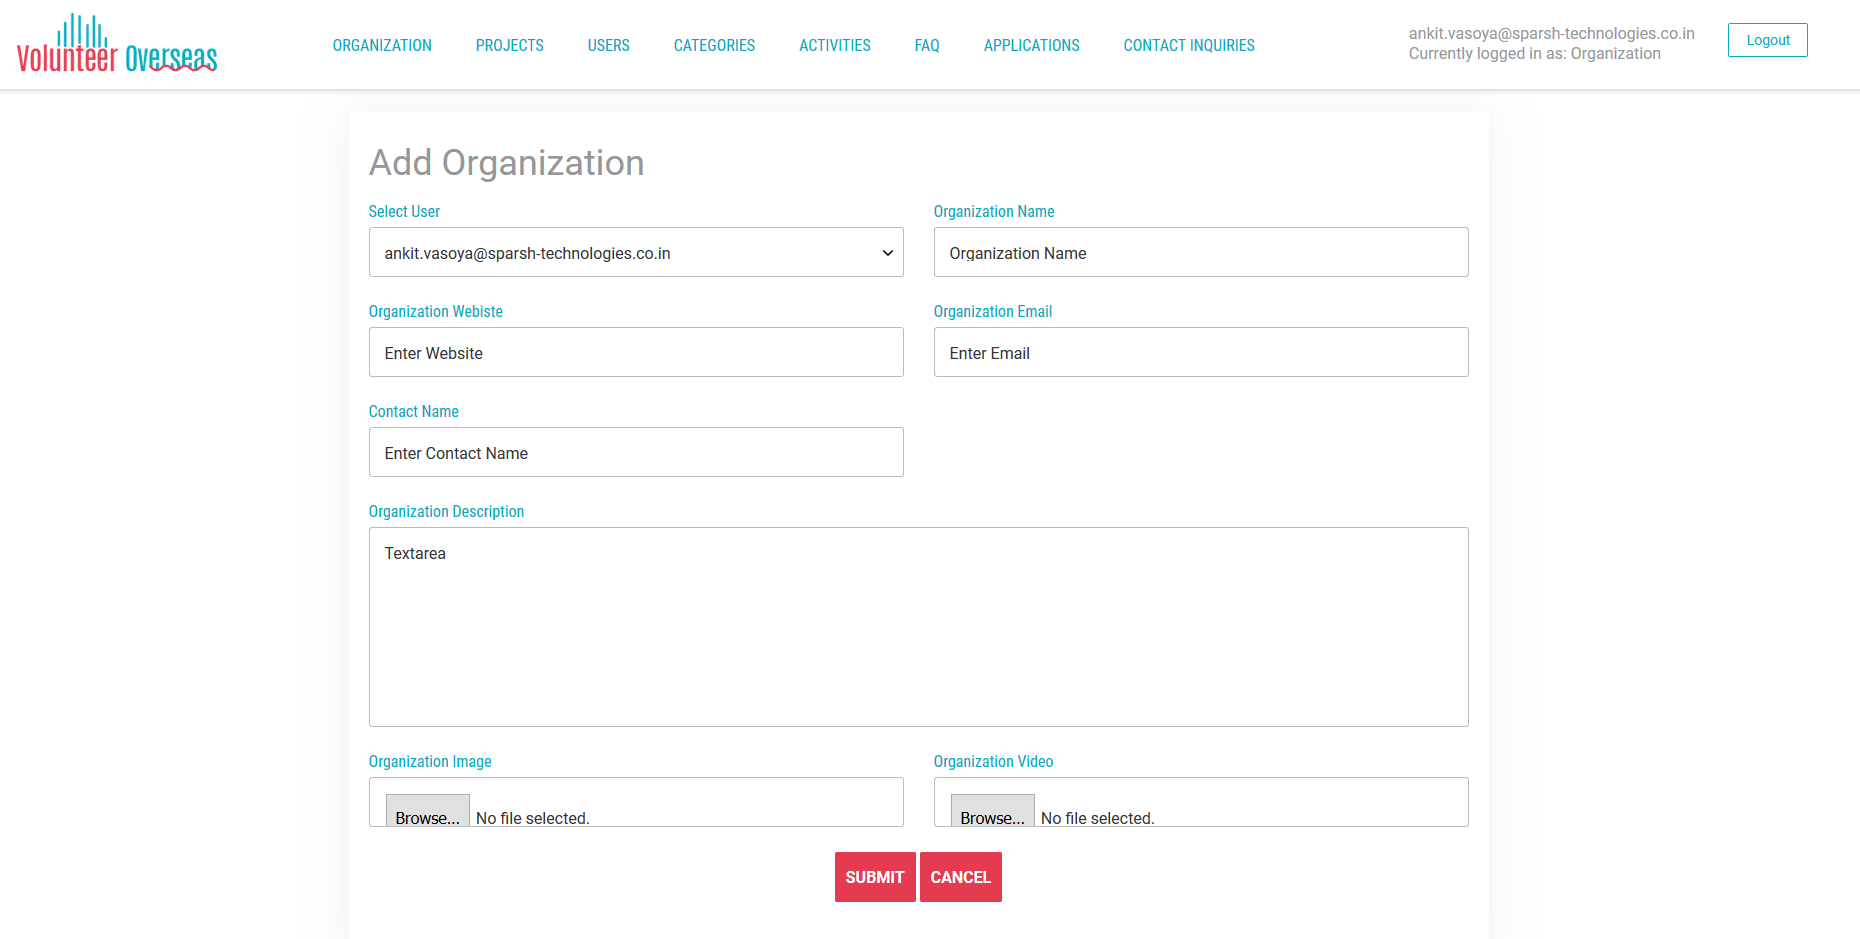 Volunteer Overseas
ORGANIZATION PROJECTS USERS CATEGORIES ACTIVITIES FAQ APPLICATIONS CONTACT INQUIRIES
ankit.vasoya@sparsh-technologies.co.in
Currently logged in as: Organization
Logout
Add Organization
Select User
ankit.vasoya@sparsh-technologies.co.in
Organization Name
Organization Name
Organization Webiste
Enter Website
Organization Email
Enter Email
Contact Name
Enter Contact Name
Organization Description
Textarea
Organization Image
Browse... No file selected.
Organization Video
Browse... No file selected.
SUBMIT CANCEL